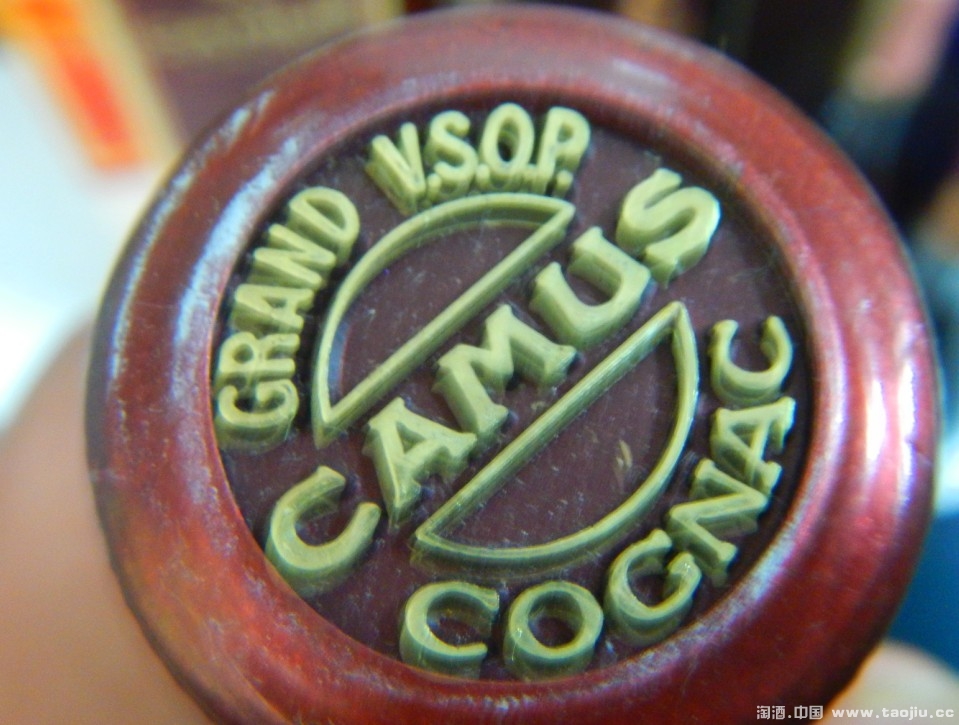 GRAND V.S.O.P.
CAMUS
COGNAC
淘酒.中国 www.taojiu.cc